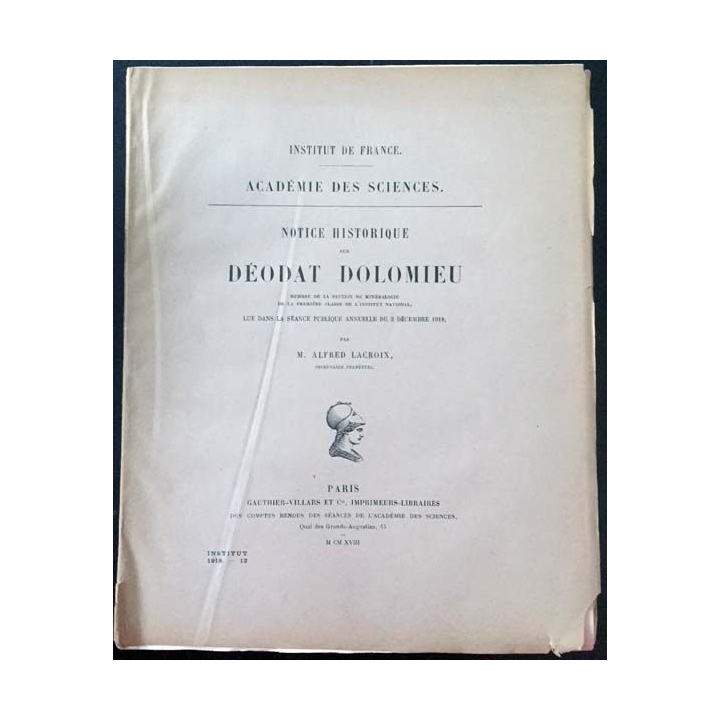 INSTITUT DE FRANCE.
ACADÉMIE DES SCIENCES.
NOTICE HISTORIQUE
SUR
DÉODAT DOLOMIEU
MEMBRE DE LA SECTION DE MINÉRALOGIE
DE LA PREMIÈRE CLASSE DE L'INSTITUT NATIONAL,
LUE DANS LA SÉANCE PUBLIQUE ANNUELLE DU 2 DÉCEMBRE 1918,
PAR
M. ALFRED LACROIX,
SECRÉTAIRE PERPÉTUEL.
PARIS
GAUTHIER-VILLARS ET Cie, IMPRIMEURS-LIBRAIRES
DES COMPTES RENDUS DES SÉANCES DE L'ACADÉMIE DES SCIENCES,
Quai des Grands-Augustins, 55
M CM XVIII
INSTITUT
1918. — 12